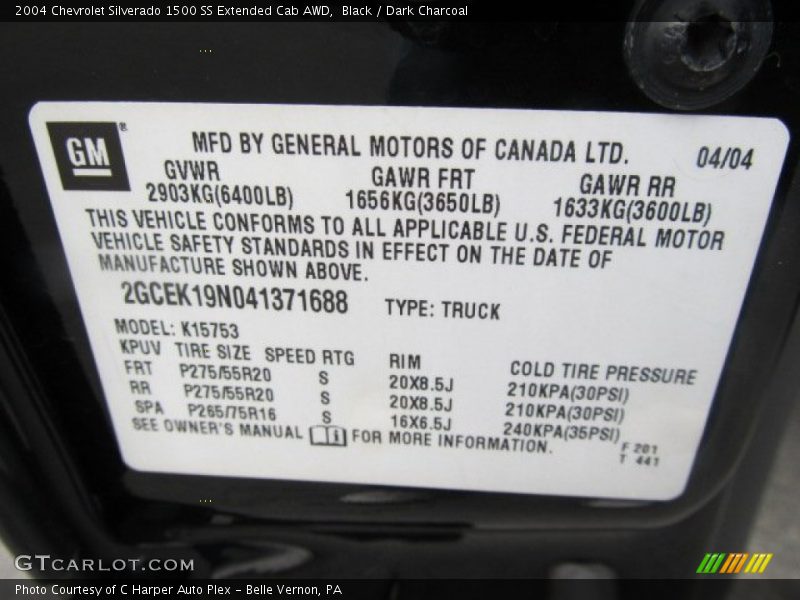 2004 Chevrolet Silverado 1500 SS Extended Cab AWD, Black / Dark Charcoal
GM®
MFD BY GENERAL MOTORS OF CANADA LTD. 04/04
GVWR GAWR FRT GAWR RR
2903KG(6400LB) 1656KG(3650LB) 1633KG(3600LB)
THIS VEHICLE CONFORMS TO ALL APPLICABLE U.S. FEDERAL MOTOR
VEHICLE SAFETY STANDARDS IN EFFECT ON THE DATE OF
MANUFACTURE SHOWN ABOVE.
2GCEK19N041371688 TYPE: TRUCK
MODEL: K15753
KPUV TIRE SIZE SPEED RTG RIM COLD TIRE PRESSURE
FRT P275/55R20 S 20X8.5J 210KPA(30PSI)
RR P275/55R20 S 20X8.5J 210KPA(30PSI)
SPA P265/75R16 S 16X6.5J 240KPA(35PSI)
SEE OWNER'S MANUAL FOR MORE INFORMATION.
F 201
T 441
GTCARLOT.COM
Photo Courtesy of C Harper Auto Plex - Belle Vernon, PA